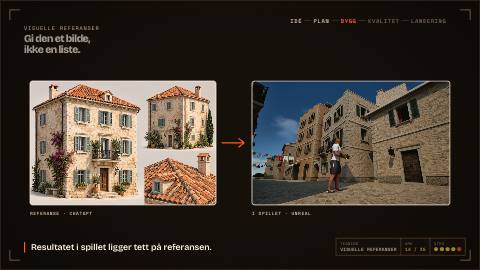 VISUELLE REFERANSER
Gi den et bilde,
ikke en liste.
IDÉ — PLAN — BYGG — KVALITET — LANSERING
REFERANSE · CHATGPT
I SPILLET · UNREAL
Resultatet i spillet ligger tett på referansen.
VISUELLE REFERANSER